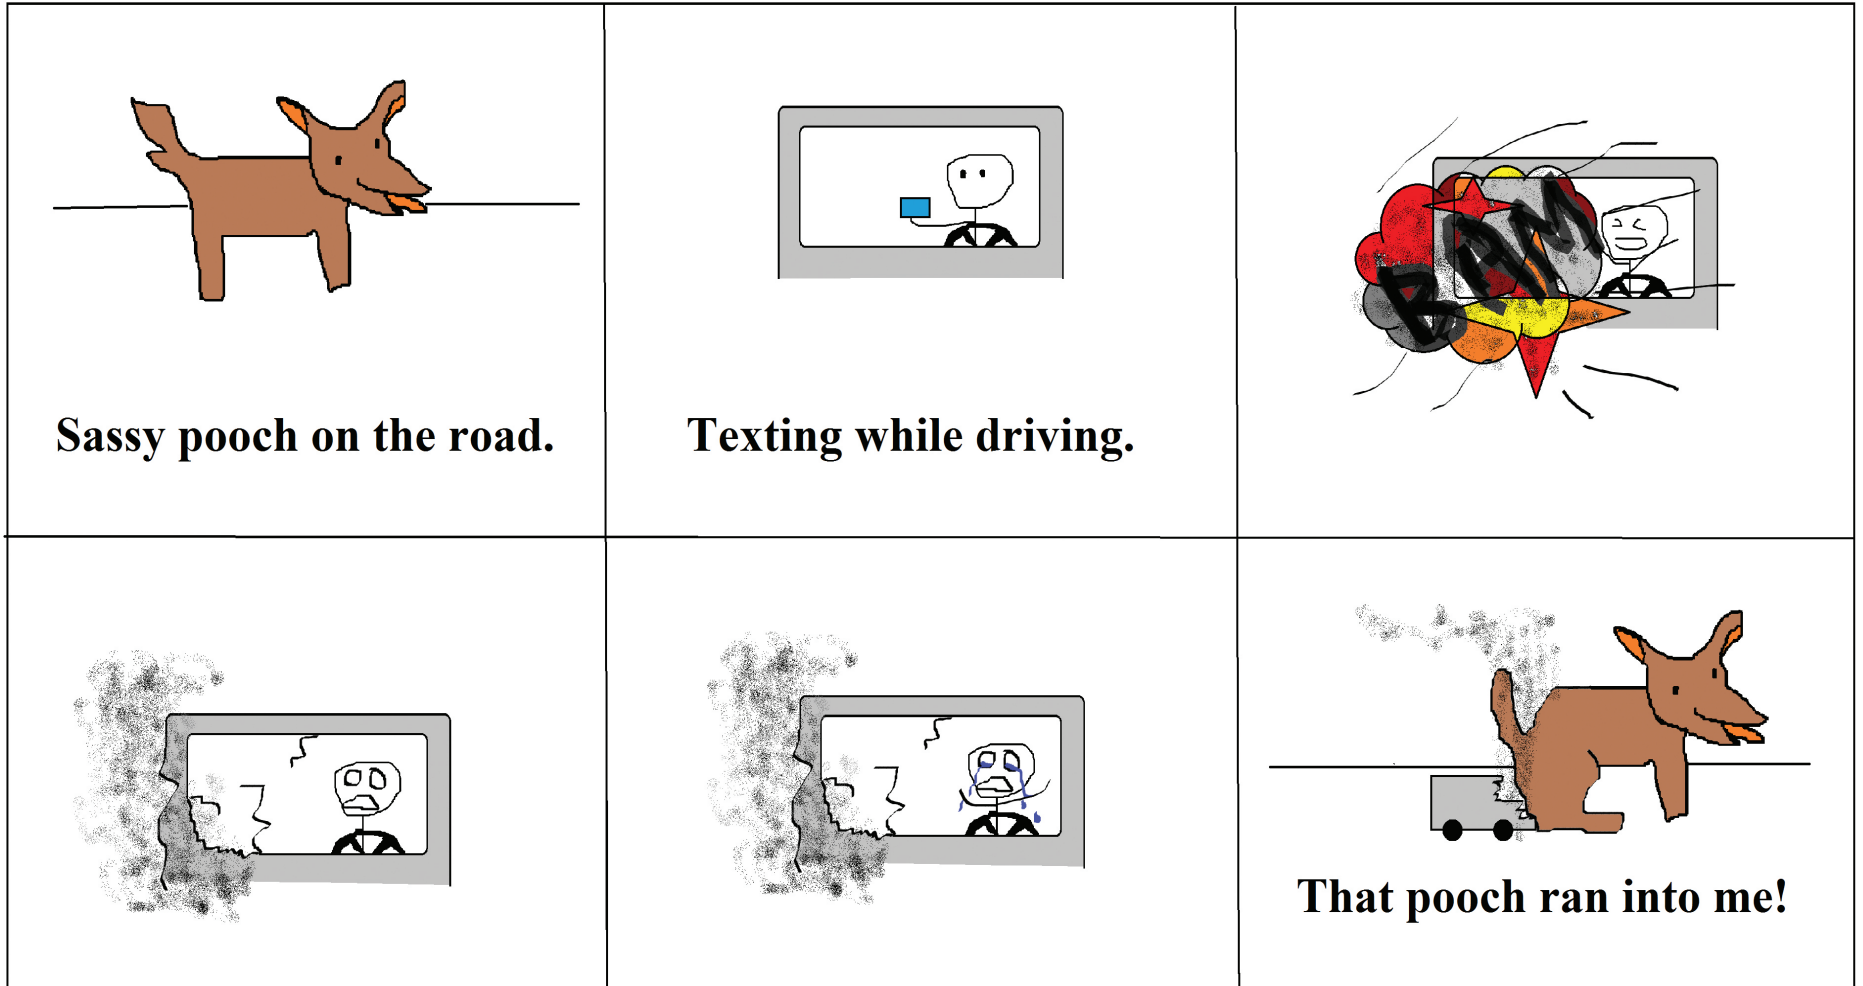 Sassy pooch on the road.
Texting while driving.
BAM
That pooch ran into me!